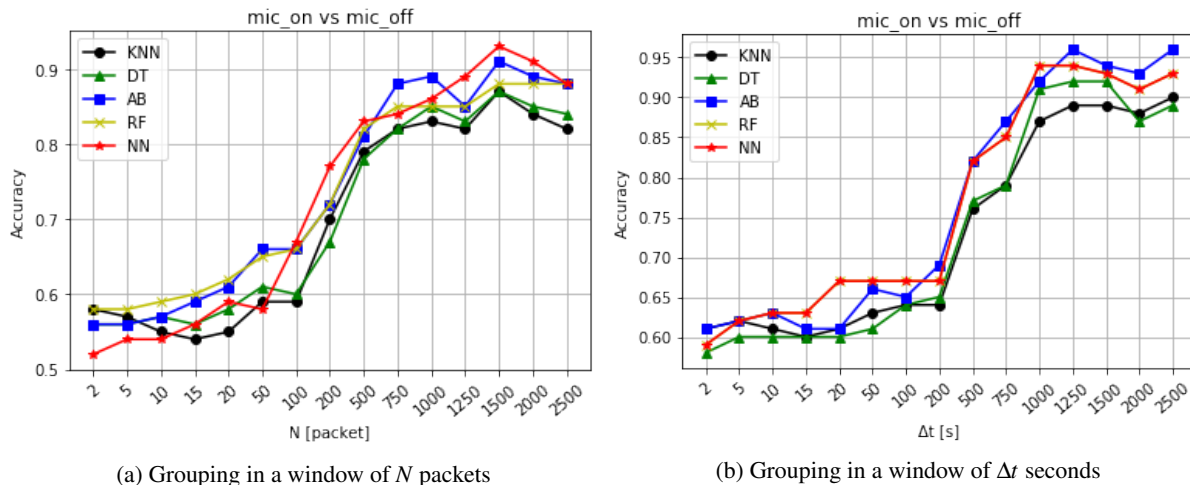 mic_on vs mic_off
KNN
DT
AB
RF
NN
Accuracy
0.9
0.8
0.7
0.6
0.5
2 5 10 15 20 50 100 200 500 750 1000 1250 1500 2000 2500
N [packet]
(a) Grouping in a window of N packets
mic_on vs mic_off
KNN
DT
AB
RF
NN
Accuracy
0.95
0.90
0.85
0.80
0.75
0.70
0.65
0.60
2 5 10 15 20 50 100 200 500 750 1000 1250 1500 2000 2500
Δt [s]
(b) Grouping in a window of Δt seconds